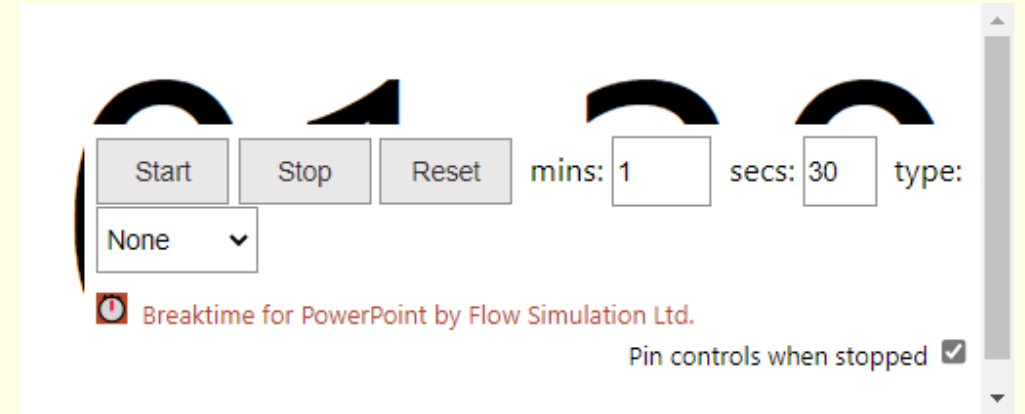 Start Stop Reset mins: 1 secs: 30 type:
None
Breaktime for PowerPoint by Flow Simulation Ltd.
Pin controls when stopped